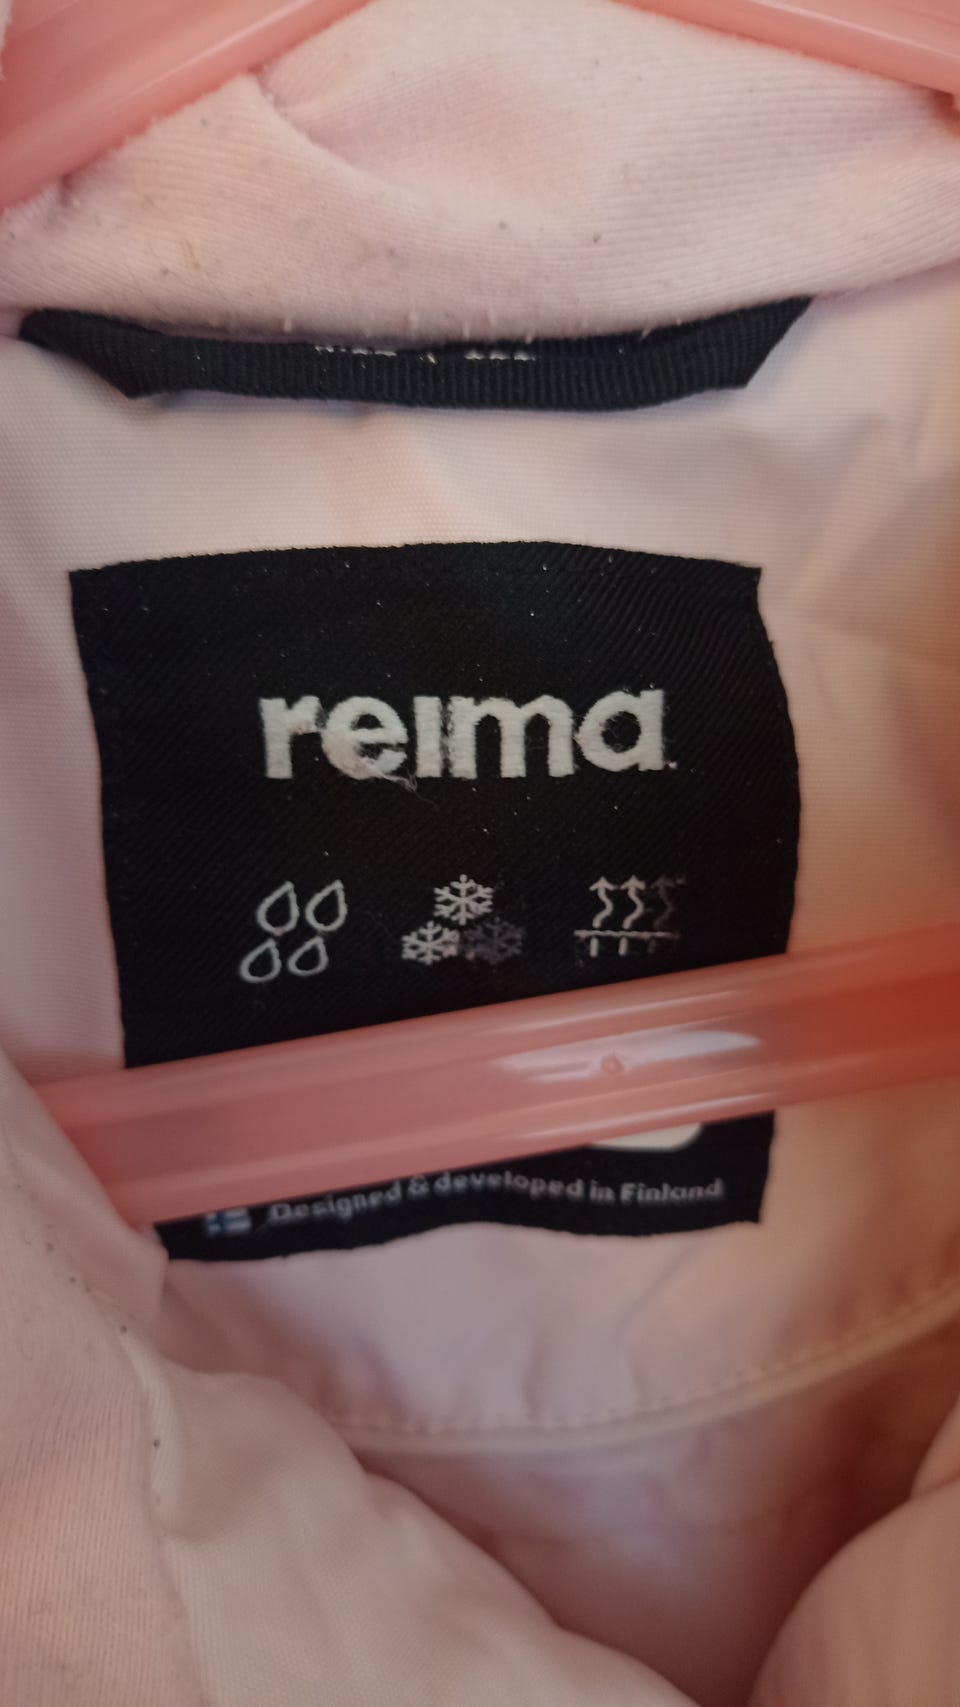 reima
Designed & developed in Finland